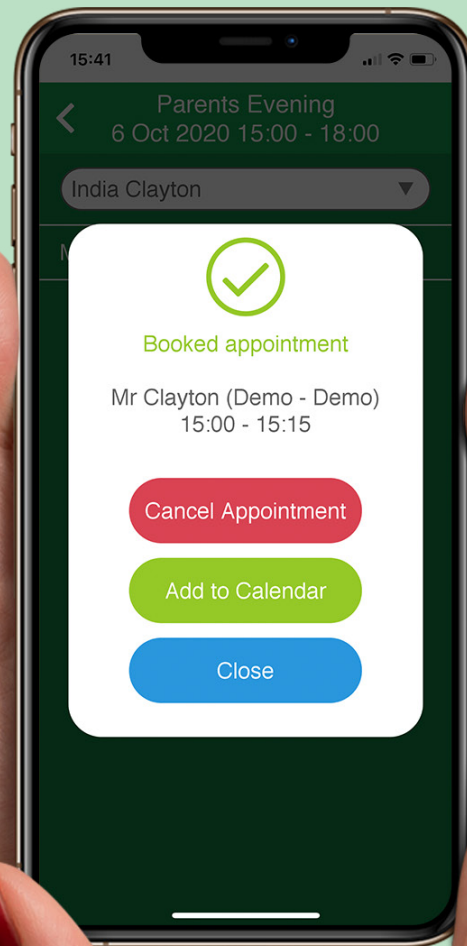 15:41
Parents Evening
6 Oct 2020 15:00 - 18:00
India Clayton
Booked appointment
Mr Clayton (Demo - Demo)
15:00 - 15:15
Cancel Appointment
Add to Calendar
Close